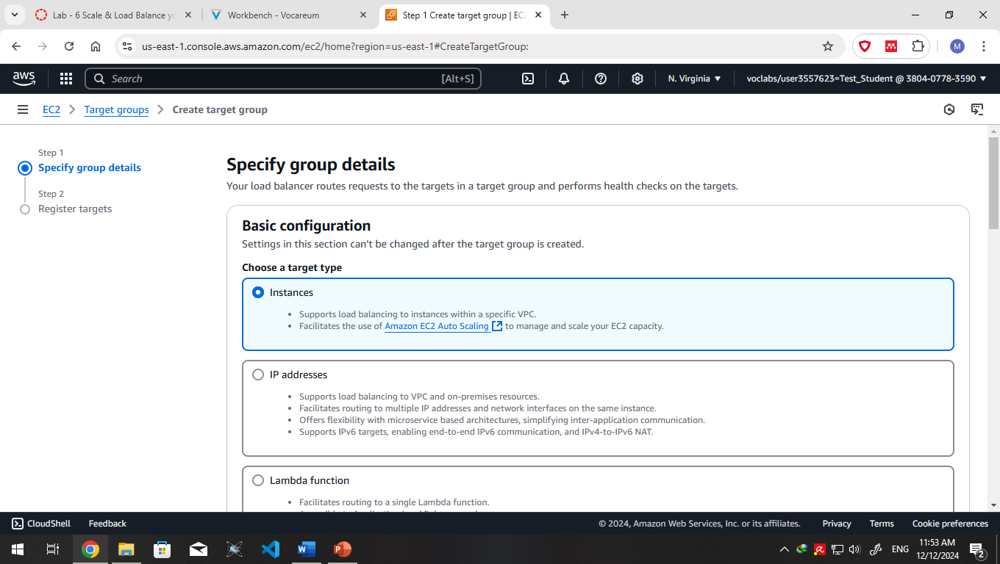 Lab - 6 Scale & Load Balance yo
Workbench - Vocareum
Step 1 Create target group | EC2
us-east-1.console.aws.amazon.com/ec2/home?region=us-east-1#CreateTargetGroup:
M
aws
Search
[Alt+S]
N. Virginia
voclabs/user3557623=Test_Student @ 3804-0778-3590
EC2
Target groups
Create target group
Step 1
Specify group details
Step 2
Register targets
Specify group details
Your load balancer routes requests to the targets in a target group and performs health checks on the targets.
Basic configuration
Settings in this section can't be changed after the target group is created.
Choose a target type
Instances
Supports load balancing to instances within a specific VPC.
Facilitates the use of Amazon EC2 Auto Scaling to manage and scale your EC2 capacity.
IP addresses
Supports load balancing to VPC and on-premises resources.
Facilitates routing to multiple IP addresses and network interfaces on the same instance.
Offers flexibility with microservice based architectures, simplifying inter-application communication.
Supports IPv6 targets, enabling end-to-end IPv6 communication, and IPv4-to-IPv6 NAT.
Lambda function
Facilitates routing to a single Lambda function.
CloudShell
Feedback
© 2024, Amazon Web Services, Inc. or its affiliates.
Privacy
Terms
Cookie preferences
ENG
11:53 AM
12/12/2024
2